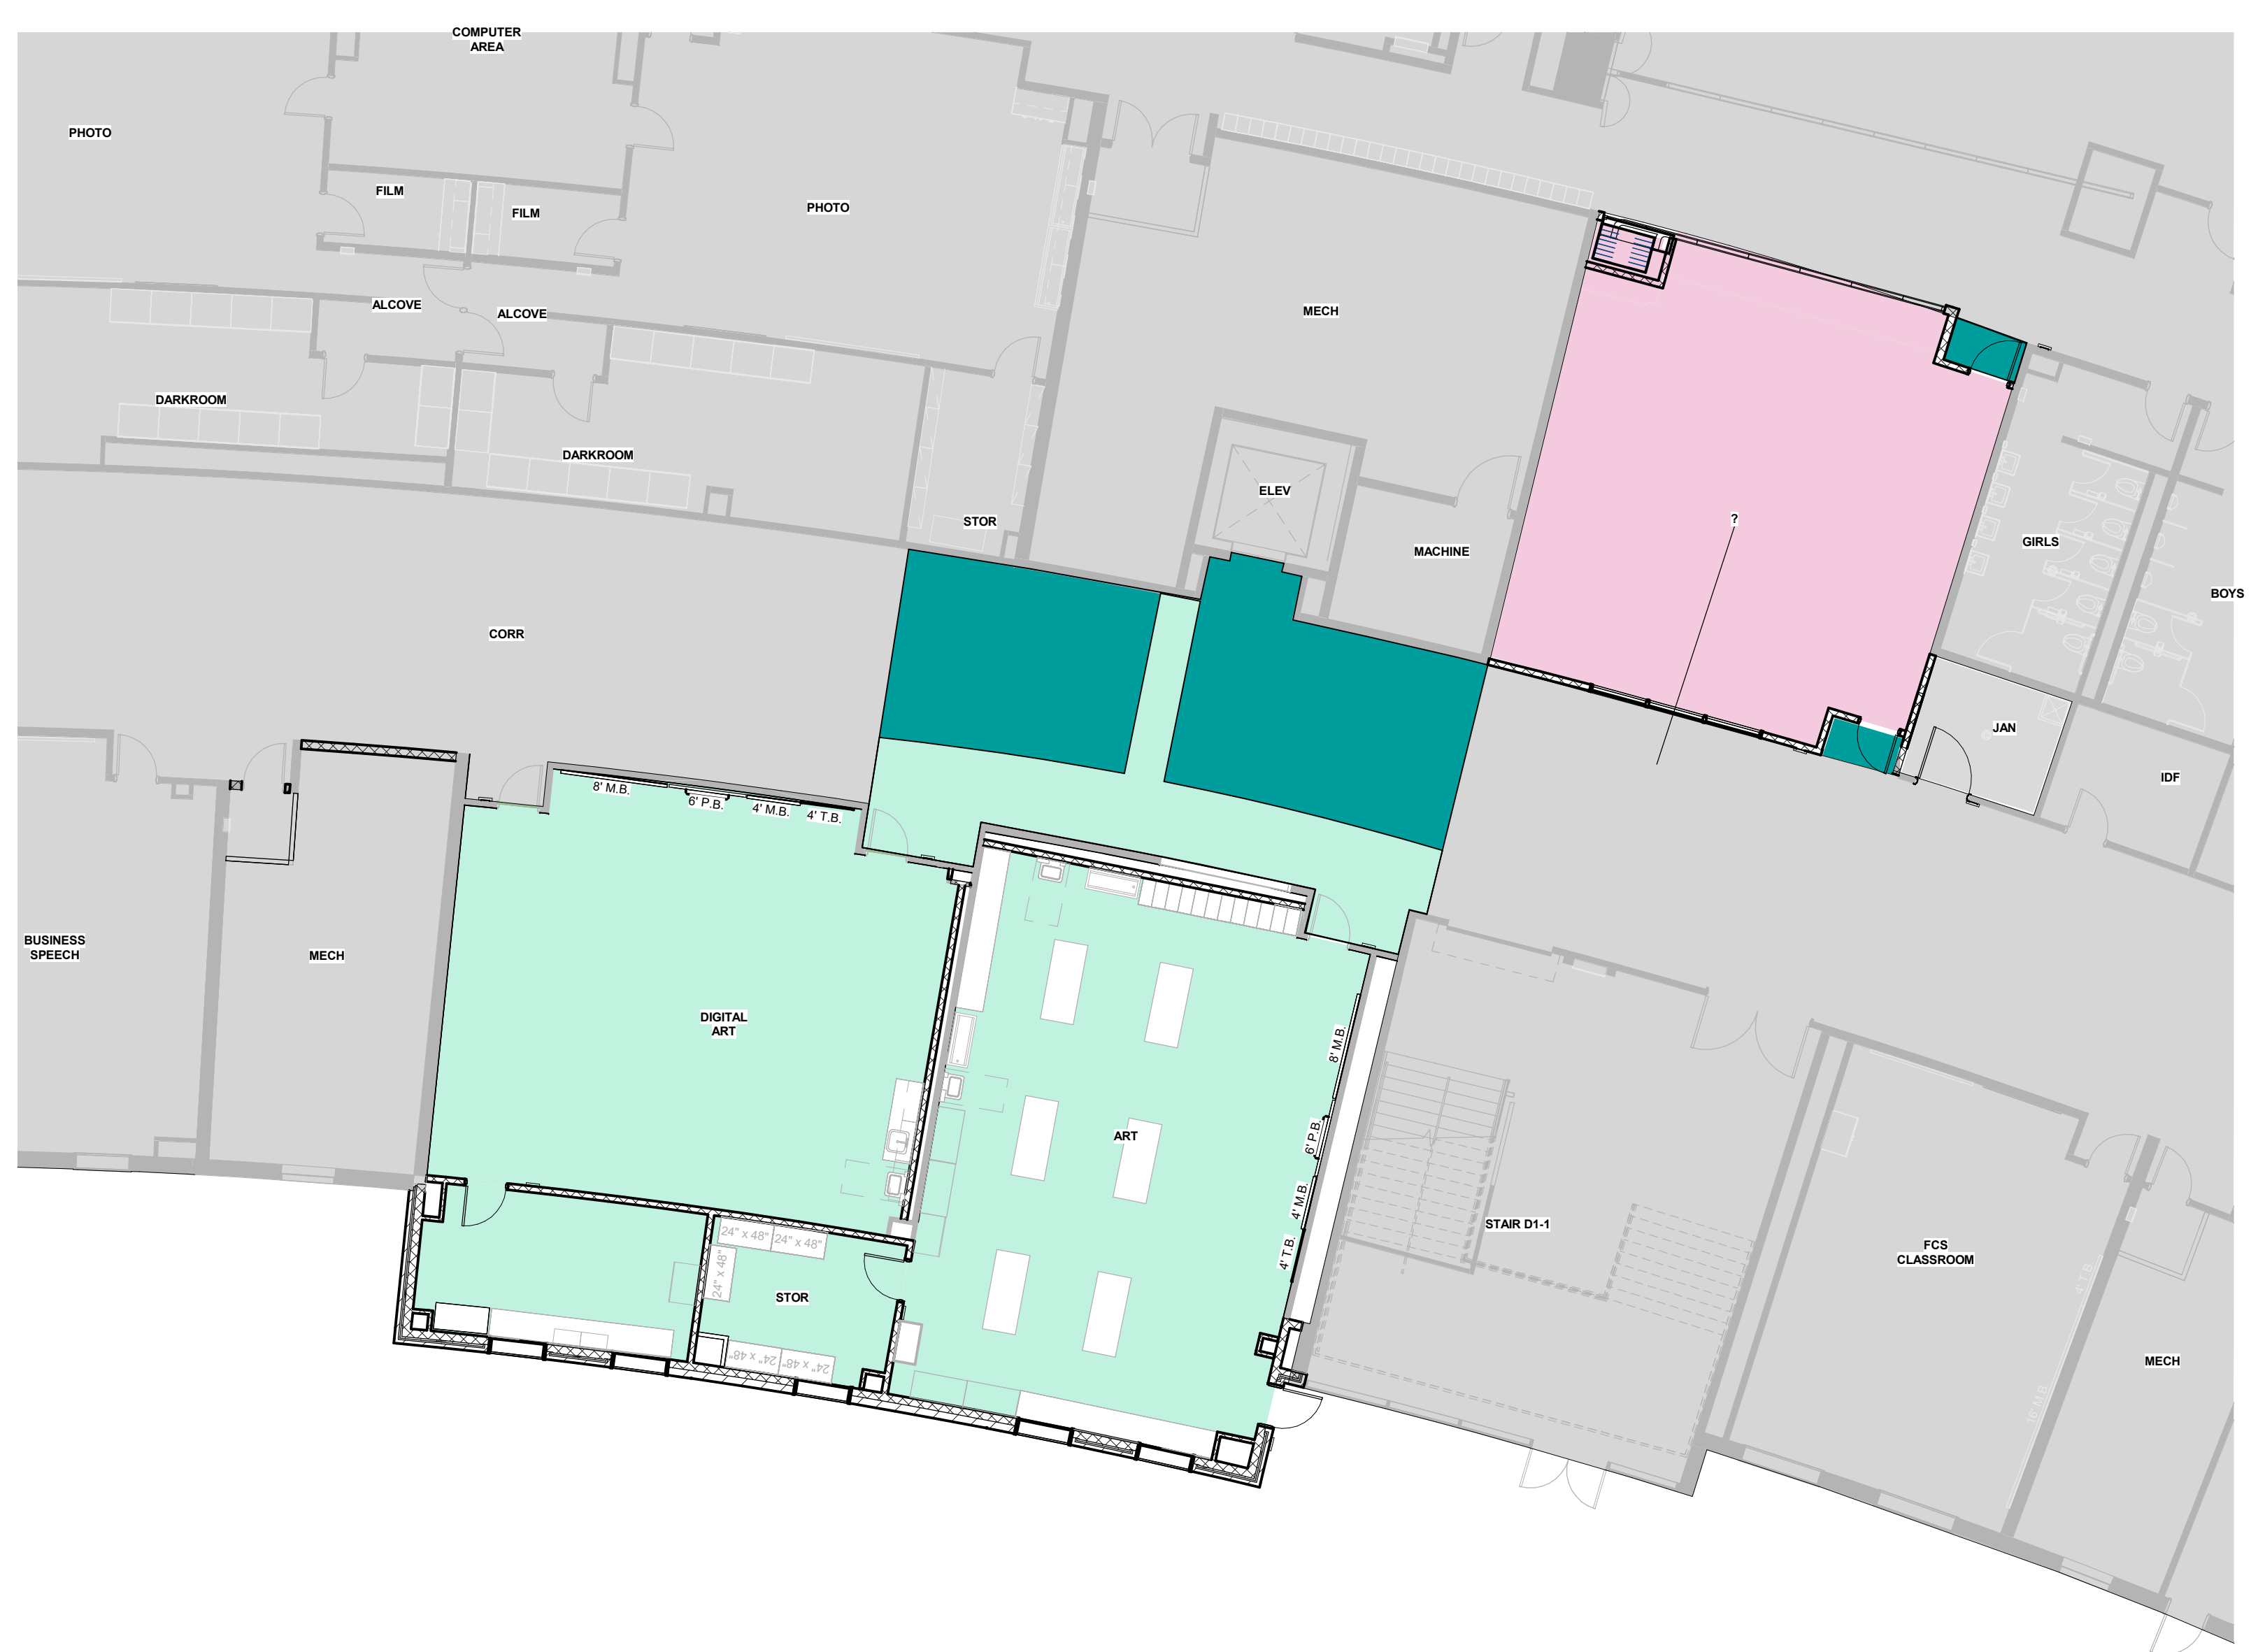 COMPUTER
AREA
PHOTO
FILM
FILM
PHOTO
ALCOVE
ALCOVE
MECH
DARKROOM
DARKROOM
ELEV
STOR
MACHINE
?
GIRLS
BOYS
CORR
JAN
IDF
8' M.B.
6' P.B.
4' M.B.
4' T.B.
BUSINESS
SPEECH
MECH
DIGITAL
ART
ART
8' M.B.
6' P.B.
4' M.B.
4' T.B.
24" x 48"
24" x 48"
24" x 48"
STOR
24" x 48"
24" x 48"
STAIR D1-1
FCS
CLASSROOM
4' T.B.
16' M.B.
MECH